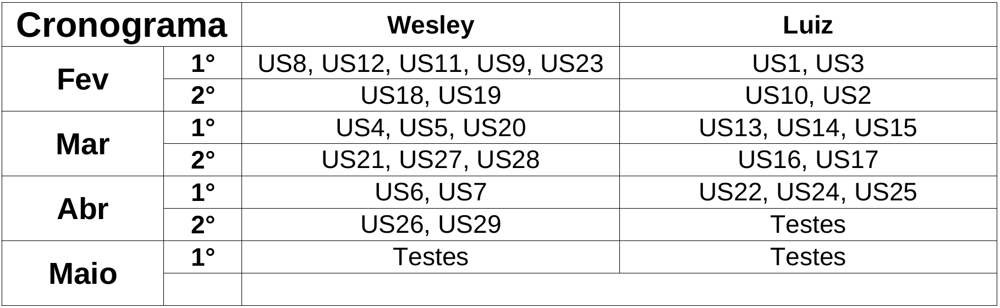 Cronograma Wesley Luiz
Fev 1° US8, US12, US11, US9, US23 US1, US3
2° US18, US19 US10, US2
Mar 1° US4, US5, US20 US13, US14, US15
2° US21, US27, US28 US16, US17
Abr 1° US6, US7 US22, US24, US25
2° US26, US29 Testes
Maio 1° Testes Testes